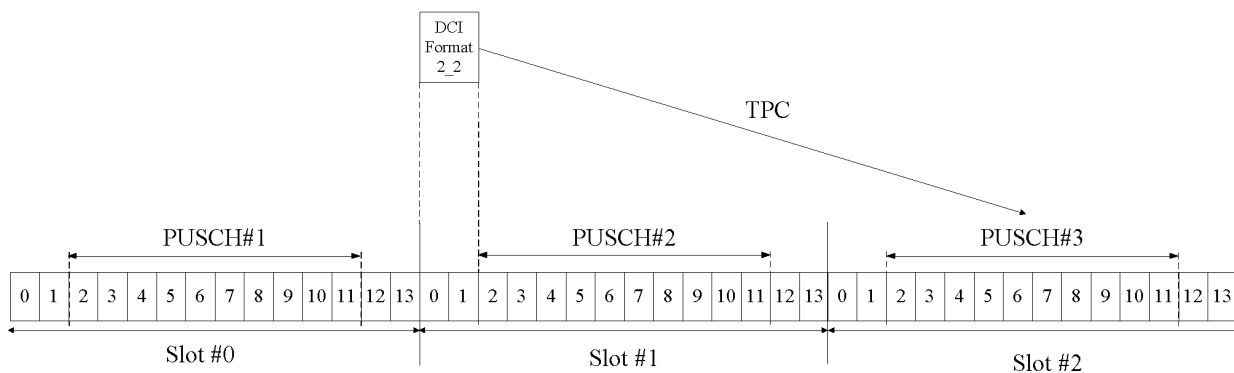 DCI
Format
2_2
TPC
PUSCH#1 PUSCH#2 PUSCH#3
0 1 2 3 4 5 6 7 8 9 10 11 12 13 0 1 2 3 4 5 6 7 8 9 10 11 12 13 0 1 2 3 4 5 6 7 8 9 10 11 12 13
Slot #0 Slot #1 Slot #2